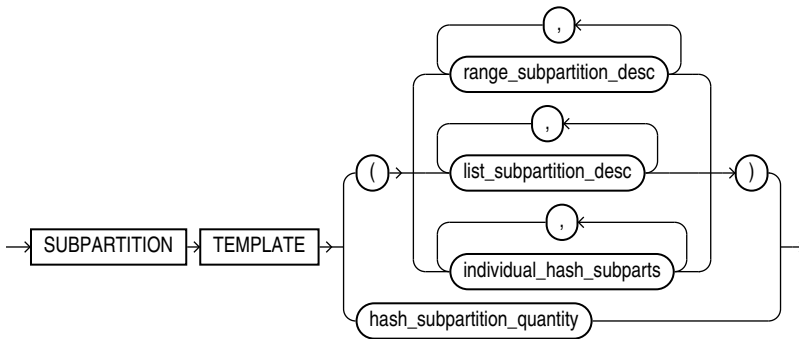 ,
range_subpartition_desc
,
( list_subpartition_desc )
SUBPARTITION TEMPLATE
,
individual_hash_subparts
hash_subpartition_quantity